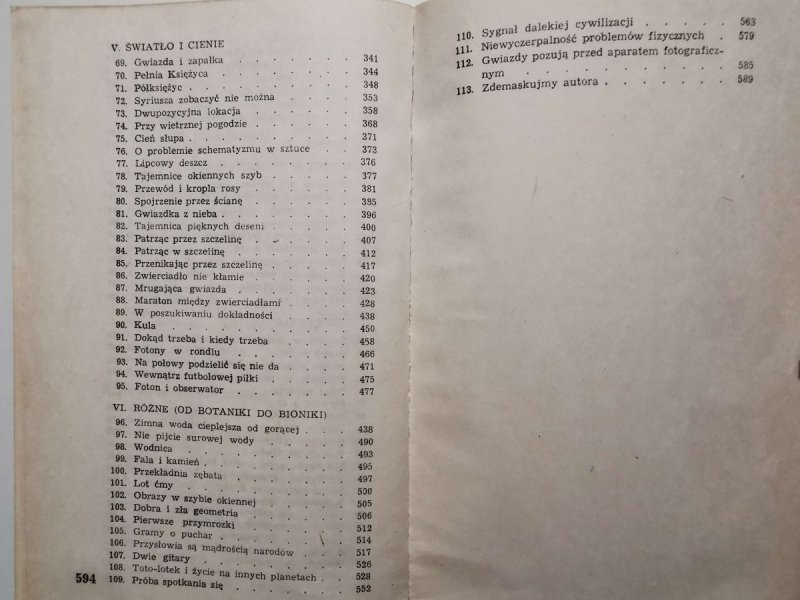 V. ŚWIATŁO I CIENIE
69. Gwiazda i zapałka . . . . . . . 341
70. Pełnia Księżyca . . . . . . . 344
71. Półksiężyc . . . . . . . . 348
72. Syriusza zobaczyć nie można . . . . 353
73. Dwupozycyjna lokacja . . . . . . 358
74. Przy wietrznej pogodzie . . . . . . 368
75. Cień słupa . . . . . . . . 371
76. O problemie schematyzmu w sztuce . . 373
77. Lipcowy deszcz . . . . . . . 376
78. Tajemnice okiennych szyb . . . . . 377
79. Przewód i kropla rosy . . . . . . 381
80. Spojrzenie przez ścianę . . . . . . 385
81. Gwiazdka z nieba . . . . . . . 396
82. Tajemnica pięknych deseni . . . . . 400
83. Patrząc przez szczelinę . . . . . . 407
84. Patrząc w szczelinę . . . . . . . 412
85. Przenikając przez szczelinę . . . . . 417
86. Zwierciadło nie kłamie . . . . . . 420
87. Mrugająca gwiazda . . . . . . . 423
88. Maraton między zwierciadłami . . . . 428
89. W poszukiwaniu dokładności . . . . 438
90. Kula . . . . . . . . . 450
91. Dokąd trzeba i kiedy trzeba . . . . 458
92. Fotony w rondlu . . . . . . . 466
93. Na połowy podzielić się nie da . . . . 471
94. Wewnątrz futbolowej piłki . . . . . 475
95. Foton i obserwator . . . . . . . 477
VI. RÓŻNE (OD BOTANIKI DO BIONIKI)
96. Zimna woda cieplejsza od gorącej . . . 438
97. Nie pijcie surowej wody . . . . . 490
98. Wodnica . . . . . . . . 493
99. Fala i kamień . . . . . . . 495
100. Przekładnia zębata . . . . . . 497
101. Lot ćmy . . . . . . . . 500
102. Obrazy w szybie okiennej . . . . . 505
103. Dobra i zła geometria . . . . . . 506
104. Pierwsze przymrozki . . . . . . 512
105. Gramy o puchar . . . . . . . 514
106. Przysłowia są mądrością narodów . . . 517
107. Dwie gitary . . . . . . . . 526
108. Toto-lotek i życie na innych planetach . . 528
109. Próba spotkania się . . . . . . 552
594
110. Sygnał dalekiej cywilizacji . . . . . 563
111. Niewyczerpalność problemów fizycznych . 579
112. Gwiazdy pozują przed aparatem fotograficz-
nym . . . . . . . . . 585
113. Zdemaskujmy autora . . . . . . . 589